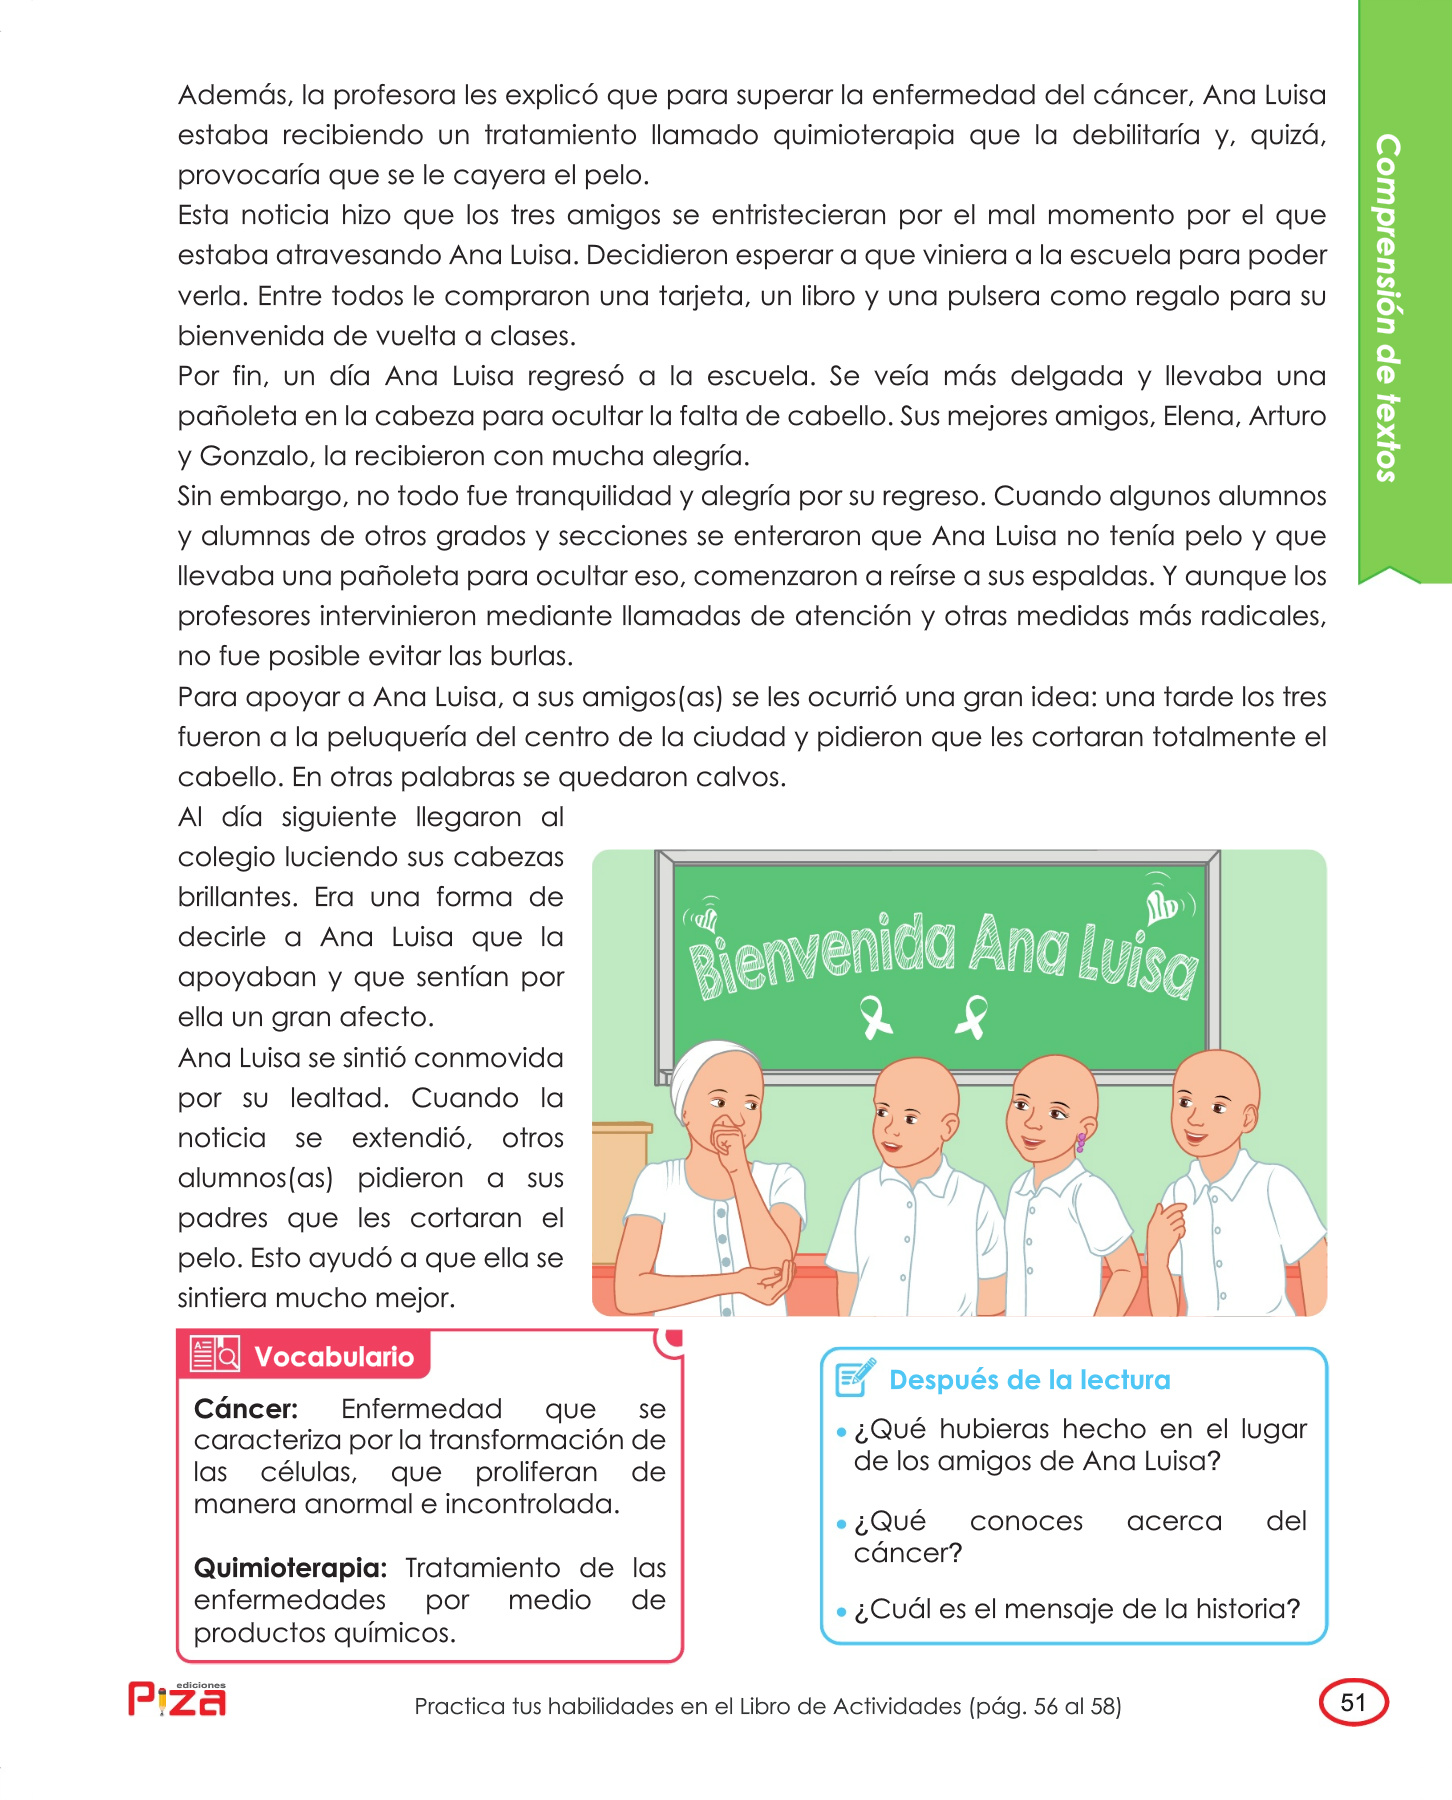 Además, la profesora les explicó que para superar la enfermedad del cáncer, Ana Luisa
estaba recibiendo un tratamiento llamado quimioterapia que la debilitaría y, quizá,
provocaría que se le cayera el pelo.
Esta noticia hizo que los tres amigos se entristecieran por el mal momento por el que
estaba atravesando Ana Luisa. Decidieron esperar a que viniera a la escuela para poder
verla. Entre todos le compraron una tarjeta, un libro y una pulsera como regalo para su
bienvenida de vuelta a clases.
Por fin, un día Ana Luisa regresó a la escuela. Se veía más delgada y llevaba una
pañoleta en la cabeza para ocultar la falta de cabello. Sus mejores amigos, Elena, Arturo
y Gonzalo, la recibieron con mucha alegría.
Sin embargo, no todo fue tranquilidad y alegría por su regreso. Cuando algunos alumnos
y alumnas de otros grados y secciones se enteraron que Ana Luisa no tenía pelo y que
llevaba una pañoleta para ocultar eso, comenzaron a reírse a sus espaldas. Y aunque los
profesores intervinieron mediante llamadas de atención y otras medidas más radicales,
no fue posible evitar las burlas.
Para apoyar a Ana Luisa, a sus amigos(as) se les ocurrió una gran idea: una tarde los tres
fueron a la peluquería del centro de la ciudad y pidieron que les cortaran totalmente el
cabello. En otras palabras se quedaron calvos.
Al día siguiente llegaron al
colegio luciendo sus cabezas
brillantes. Era una forma de
decirle a Ana Luisa que la
apoyaban y que sentían por
ella un gran afecto.
Ana Luisa se sintió conmovida
por su lealtad. Cuando la
noticia se extendió, otros
alumnos(as) pidieron a sus
padres que les cortaran el
pelo. Esto ayudó a que ella se
sintiera mucho mejor.
Bienvenida Ana Luisa
Comprensión de textos
Vocabulario
Cáncer: Enfermedad que se
caracteriza por la transformación de
las células, que proliferan de
manera anormal e incontrolada.
Quimioterapia: Tratamiento de las
enfermedades por medio de
productos químicos.
Después de la lectura
• ¿Qué hubieras hecho en el lugar
de los amigos de Ana Luisa?
• ¿Qué conoces acerca del
cáncer?
• ¿Cuál es el mensaje de la historia?
ediciones
Piza
Practica tus habilidades en el Libro de Actividades (pág. 56 al 58)
51